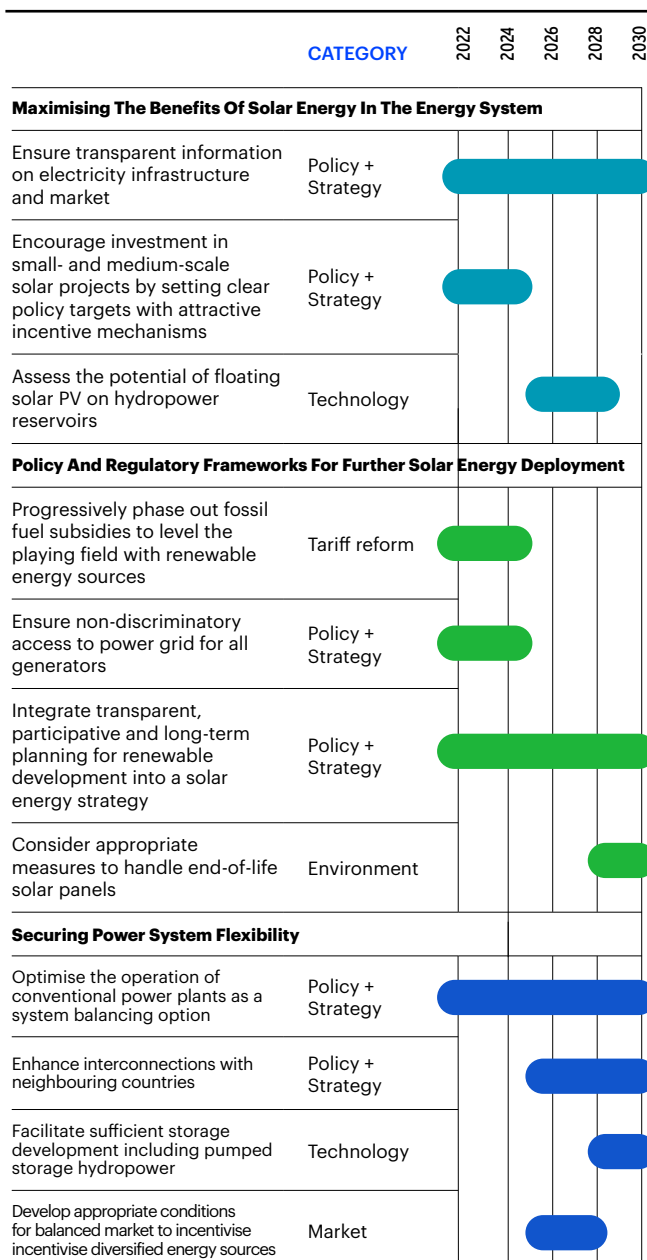 CATEGORY 2022 2024 2026 2028 2030
Maximising The Benefits Of Solar Energy In The Energy System
Ensure transparent information
on electricity infrastructure
and market
Policy +
Strategy
Encourage investment in
small- and medium-scale
solar projects by setting clear
policy targets with attractive
incentive mechanisms
Policy +
Strategy
Assess the potential of floating
solar PV on hydropower
reservoirs
Technology
Policy And Regulatory Frameworks For Further Solar Energy Deployment
Progressively phase out fossil
fuel subsidies to level the
playing field with renewable
energy sources
Tariff reform
Ensure non-discriminatory
access to power grid for all
generators
Policy +
Strategy
Integrate transparent,
participative and long-term
planning for renewable
development into a solar
energy strategy
Policy +
Strategy
Consider appropriate
measures to handle end-of-life
solar panels
Environment
Securing Power System Flexibility
Optimise the operation of
conventional power plants as a
system balancing option
Policy +
Strategy
Enhance interconnections with
neighbouring countries
Policy +
Strategy
Facilitate sufficient storage
development including pumped
storage hydropower
Technology
Develop appropriate conditions
for balanced market to incentivise
incentivise diversified energy sources
Market